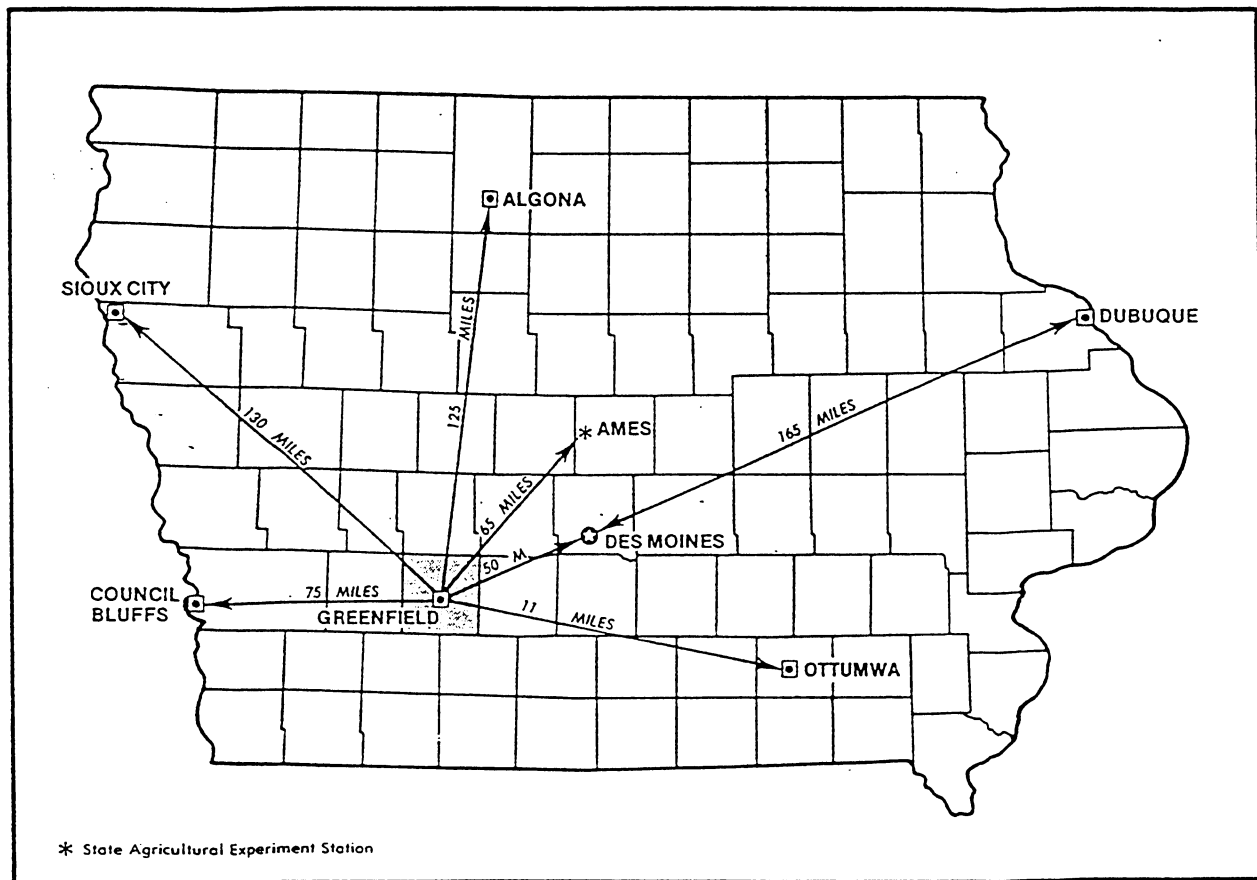 ALGONA
SIOUX CITY
MILES
125
DUBUQUE
130 MILES
165 MILES
* AMES
65 MILES
DES MOINES
50 M.
COUNCIL
BLUFFS
75 MILES
GREENFIELD
11 MILES
OTTUMWA
* State Agricultural Experiment Station